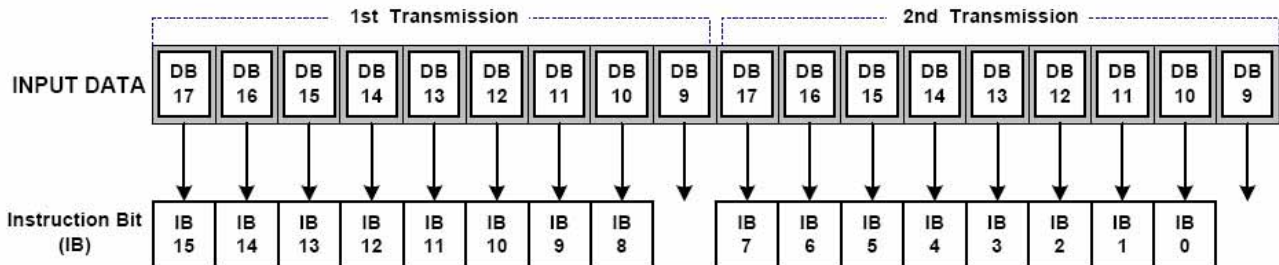 1st Transmission 2nd Transmission
INPUT DATA DB DB DB DB DB DB DB DB DB DB DB DB DB DB DB DB DB DB
17 16 15 14 13 12 11 10 9 17 16 15 14 13 12 11 10 9
Instruction Bit IB IB IB IB IB IB IB IB IB IB IB IB IB IB IB IB
(IB) 15 14 13 12 11 10 9 8 7 6 5 4 3 2 1 0